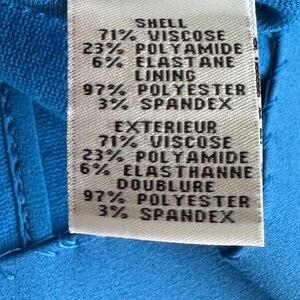 SHELL
71% VISCOSE
23% POLYAMIDE
6% ELASTANE
LINING
97% POLYESTER
3% SPANDEX
EXTERIEUR
71% VISCOSE
23% POLYAMIDE
6% ELASTHANNE
DOUBLURE
97% POLYESTER
3% SPANDEX